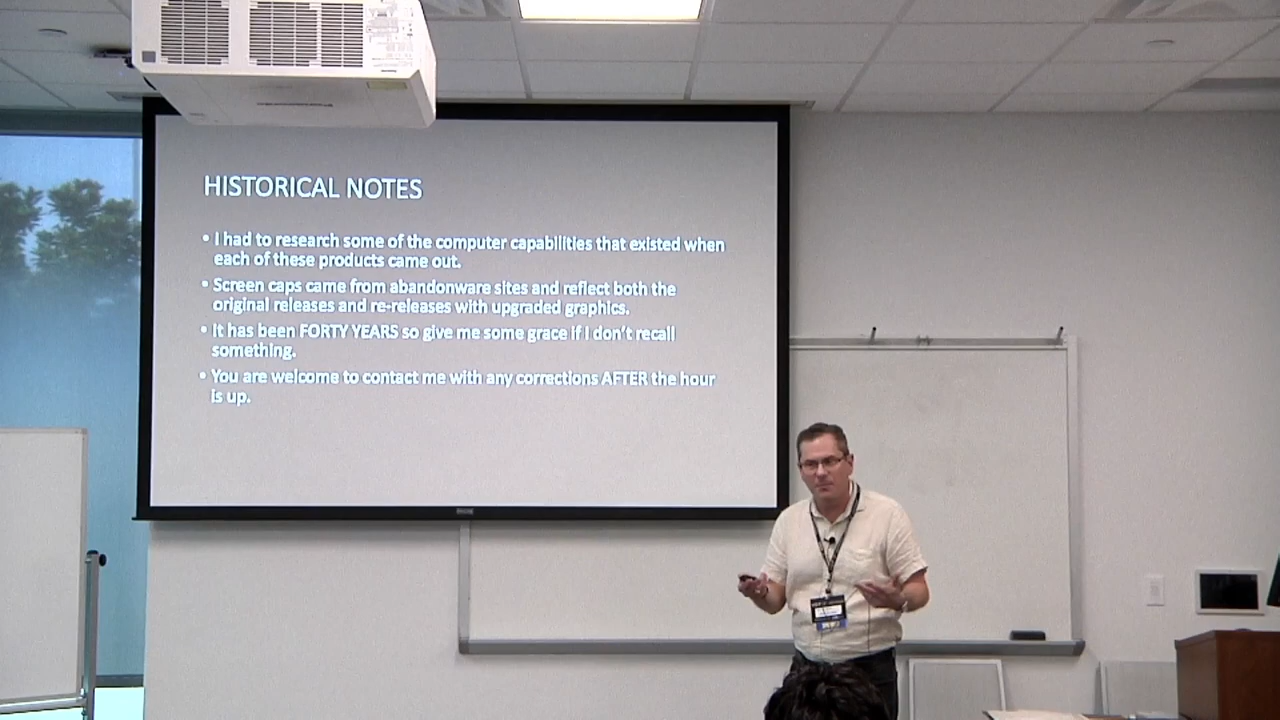 HISTORICAL NOTES
• I had to research some of the computer capabilities that existed when
each of these products came out.
• Screen caps came from abandonware sites and reflect both the
original releases and re-releases with upgraded graphics.
• It has been FORTY YEARS so give me some grace if I don't recall
something.
• You are welcome to contact me with any corrections AFTER the hour
is up.